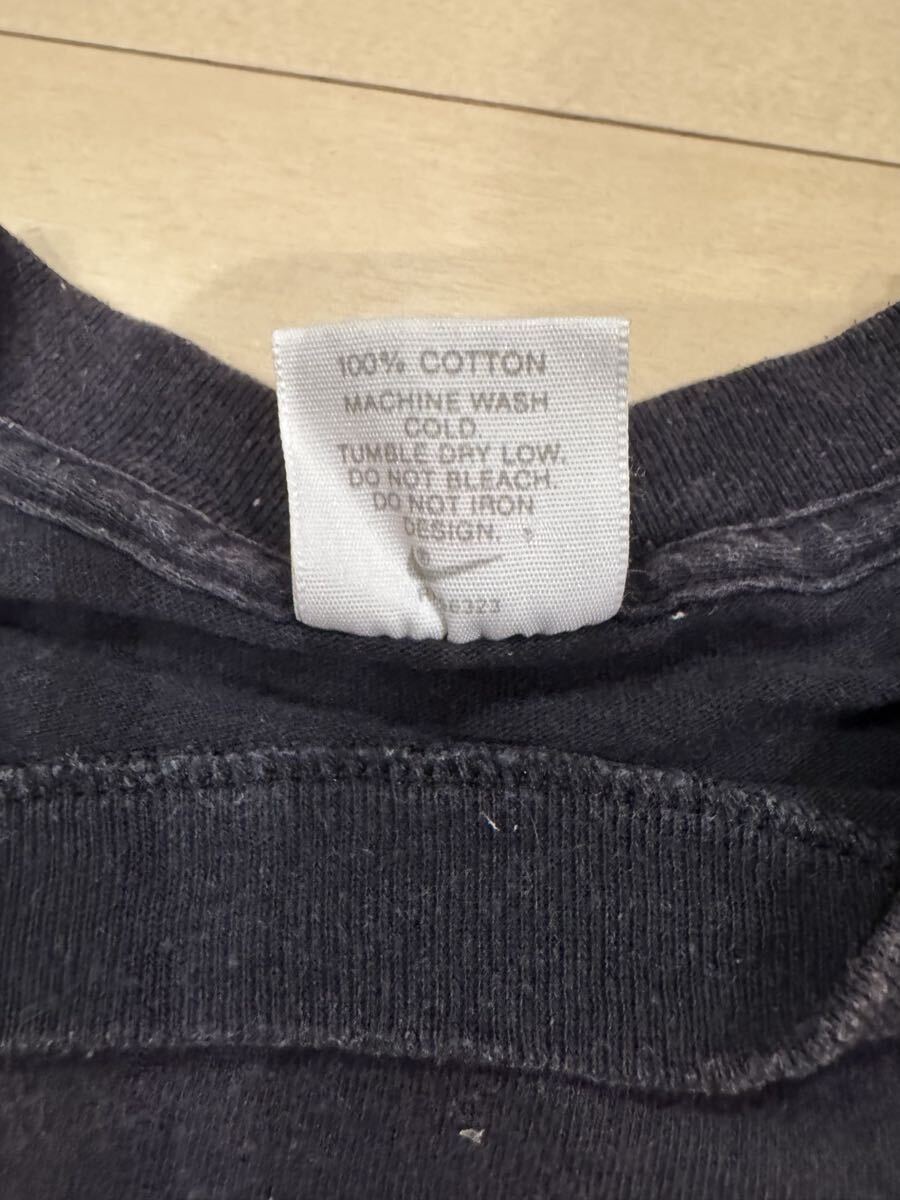 100% COTTON
MACHINE WASH
COLD.
TUMBLE DRY LOW.
DO NOT BLEACH.
DO NOT IRON
DESIGN.